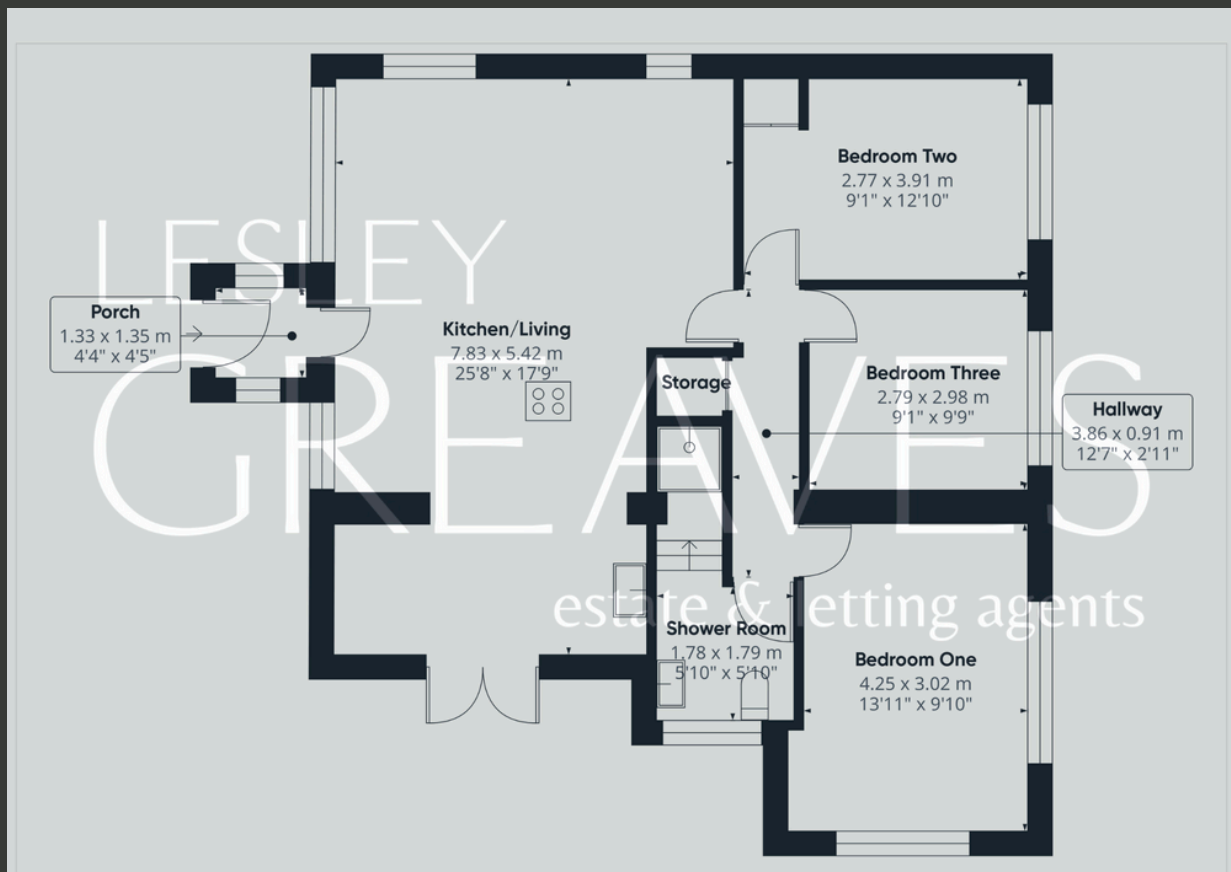 Bedroom Two
2.77 x 3.91 m
9'1" x 12'10"
LESLEY
Porch
1.33 x 1.35 m
4'4" x 4'5"
Kitchen/Living
7.83 x 5.42 m
25'8" x 17'9"
Storage
Bedroom Three
2.79 x 2.98 m
9'1" x 9'9"
Hallway
3.86 x 0.91 m
12'7" x 2'11"
GREAVES
estate & letting agents
Shower Room
1.78 x 1.79 m
5'10" x 5'10"
Bedroom One
4.25 x 3.02 m
13'11" x 9'10"